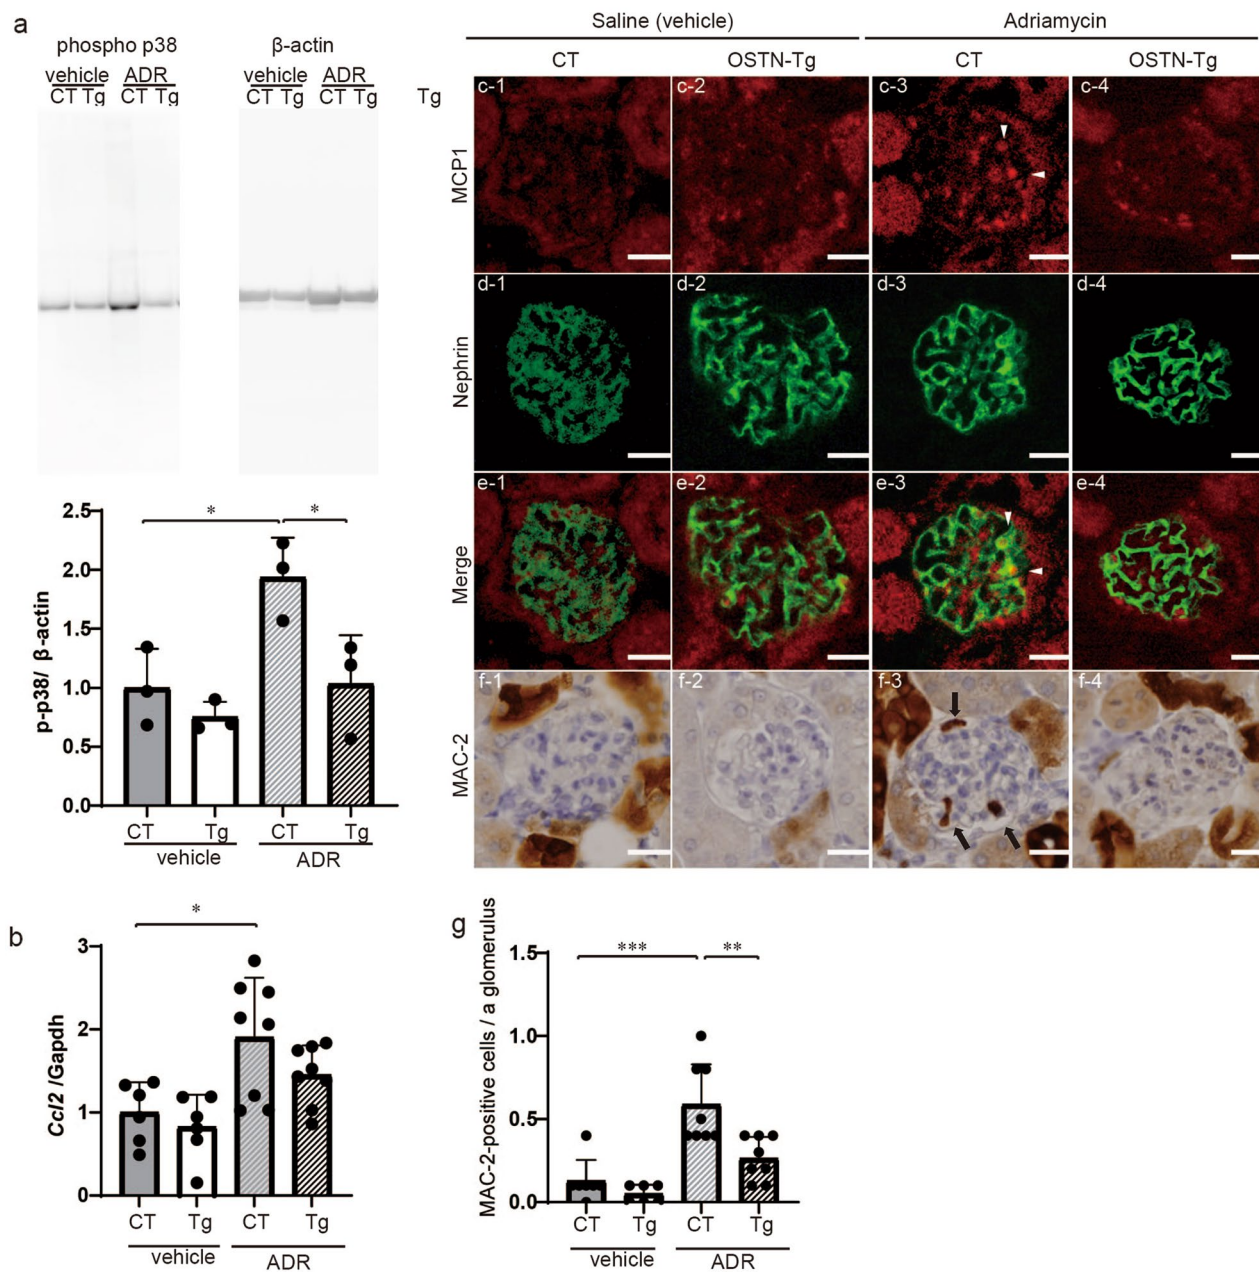 a
phospho p38
β-actin
vehicle ADR
CT Tg CT Tg
vehicle ADR
CT Tg CT Tg
Tg
p-p38/ β-actin
2.5
2.0
1.5
1.0
0.5
0.0
*
*
CT Tg CT Tg
vehicle ADR
b
Ccl2 /Gapdh
3
2
1
0
*
CT Tg CT Tg
vehicle ADR
Saline (vehicle) Adriamycin
CT OSTN-Tg CT OSTN-Tg
MCP1
c-1 c-2 c-3 c-4
Nephrin
d-1 d-2 d-3 d-4
Merge
e-1 e-2 e-3 e-4
MAC-2
f-1 f-2 f-3 f-4
g
MAC-2-positive cells / a glomerulus
1.5
1.0
0.5
0.0
***
**
CT Tg CT Tg
vehicle ADR